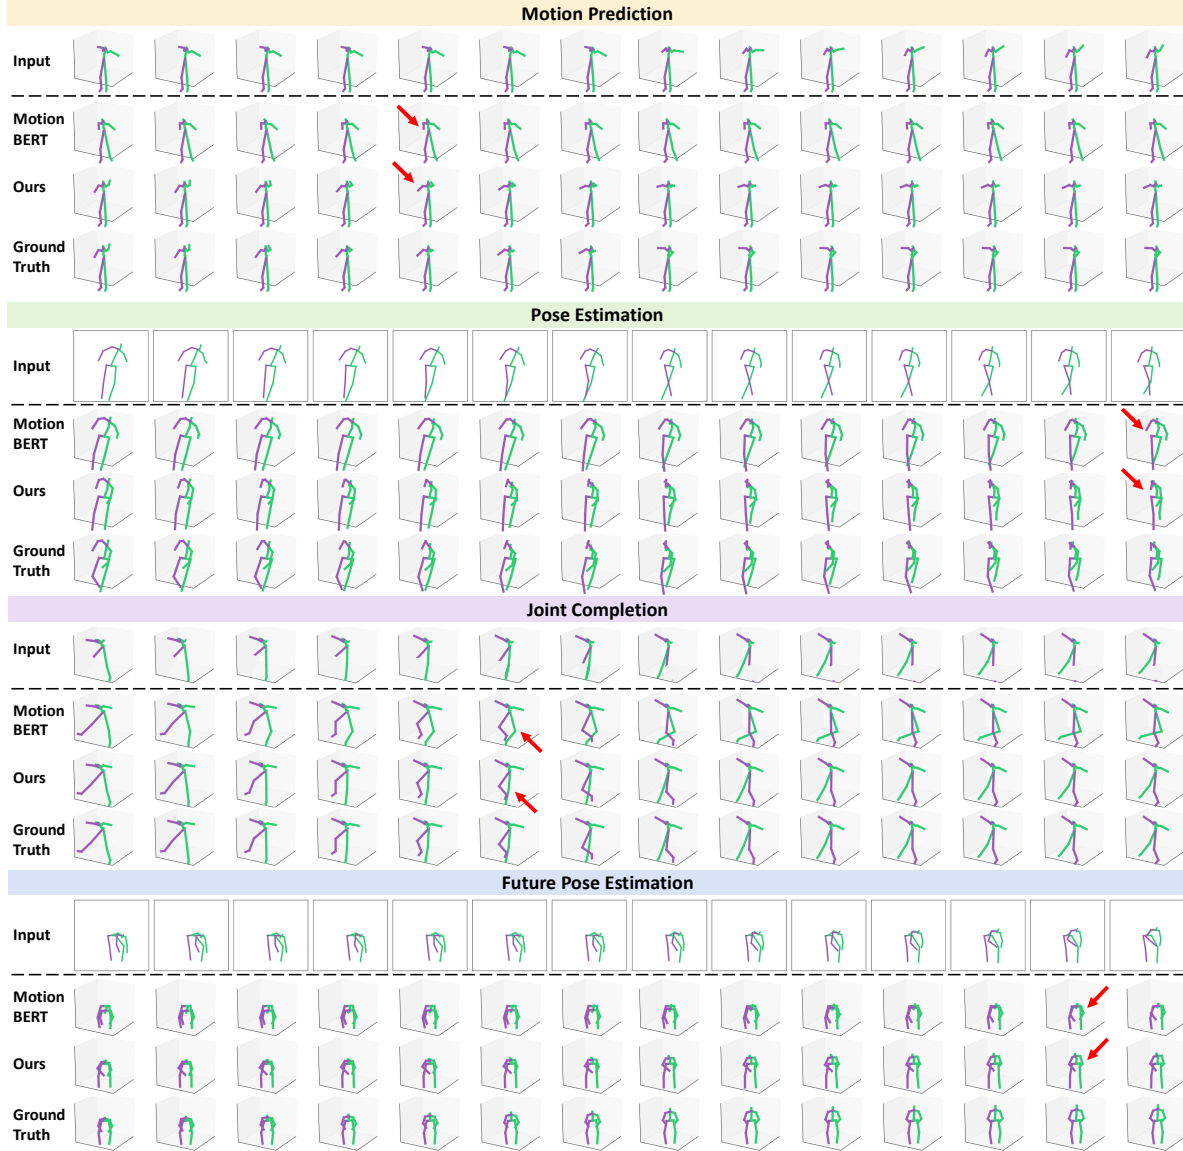 Motion Prediction
Input
Motion
BERT
Ours
Ground
Truth
Pose Estimation
Input
Motion
BERT
Ours
Ground
Truth
Joint Completion
Input
Motion
BERT
Ours
Ground
Truth
Future Pose Estimation
Input
Motion
BERT
Ours
Ground
Truth